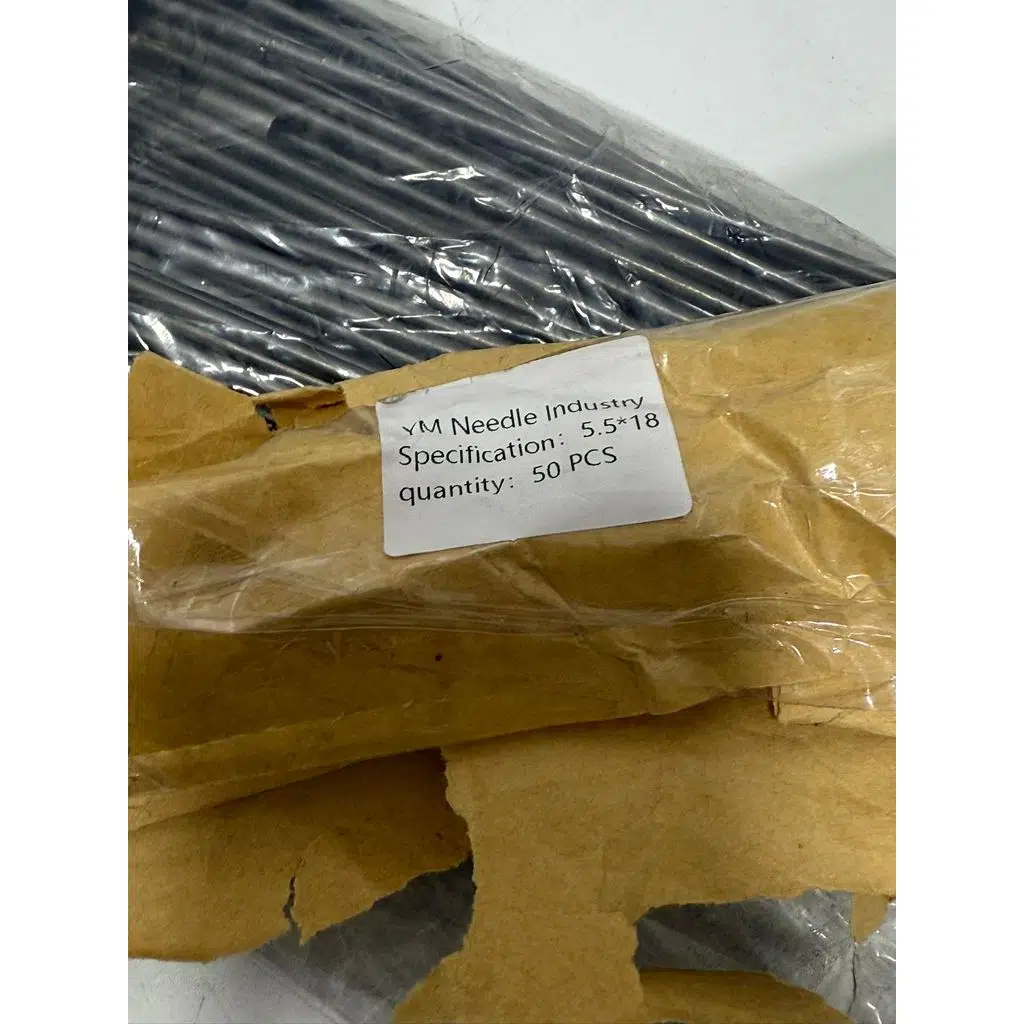 YM Needle Industry
Specification: 5.5*18
quantity: 50 PCS